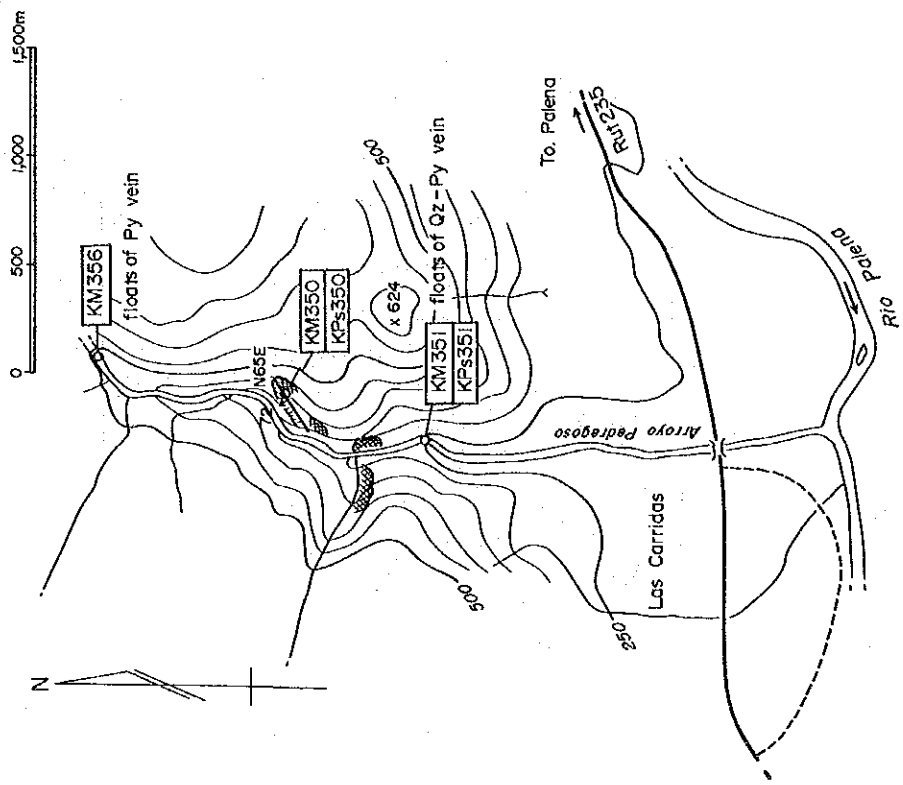 0 500 1,000 1,500m
N
KM356
floats of Py vein
N65E
72
KM350
KPs350
500
x 624
KM351
KPs351
floats of Qz-Py vein
500
250
Las Carridas
Arroyo Pedregoso
To. Palena
Rut 235
Rio Palena